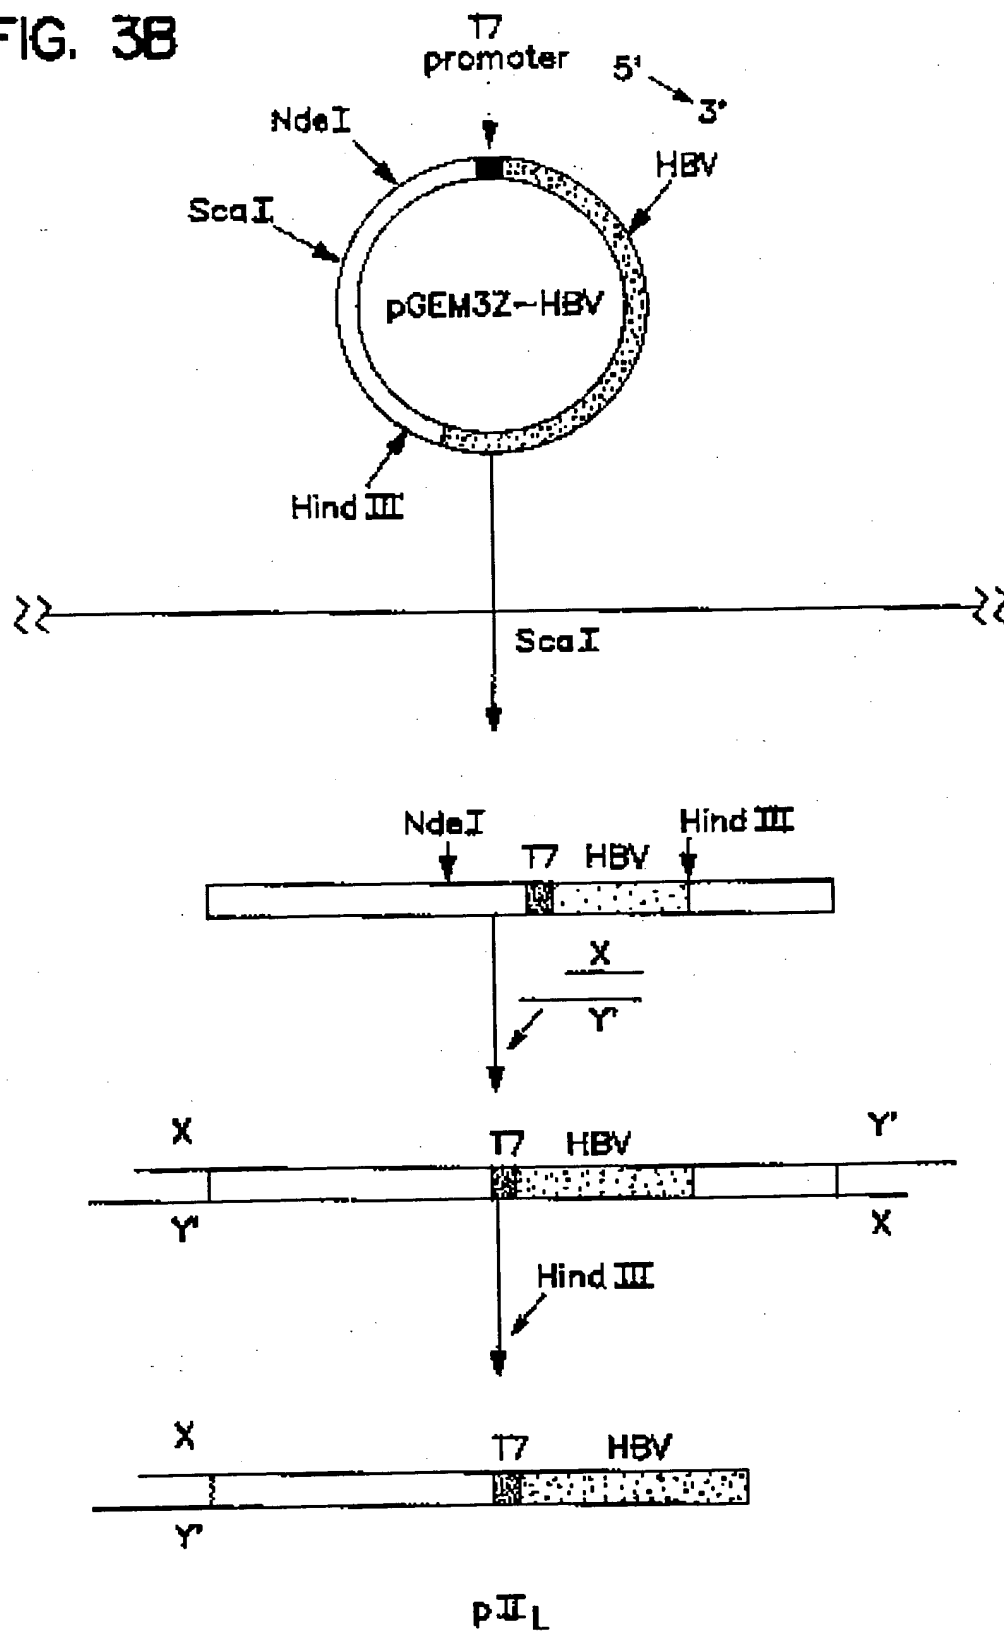 FIG. 3B
T7
promoter
5'
3'
NdeI
HBV
ScaI
pGEM3Z-HBV
Hind III
ScaI
NdeI
Hind III
T7 HBV
X
Y'
X
T7 HBV
Y'
Y'
X
Hind III
X
T7 HBV
Y'
pIIL